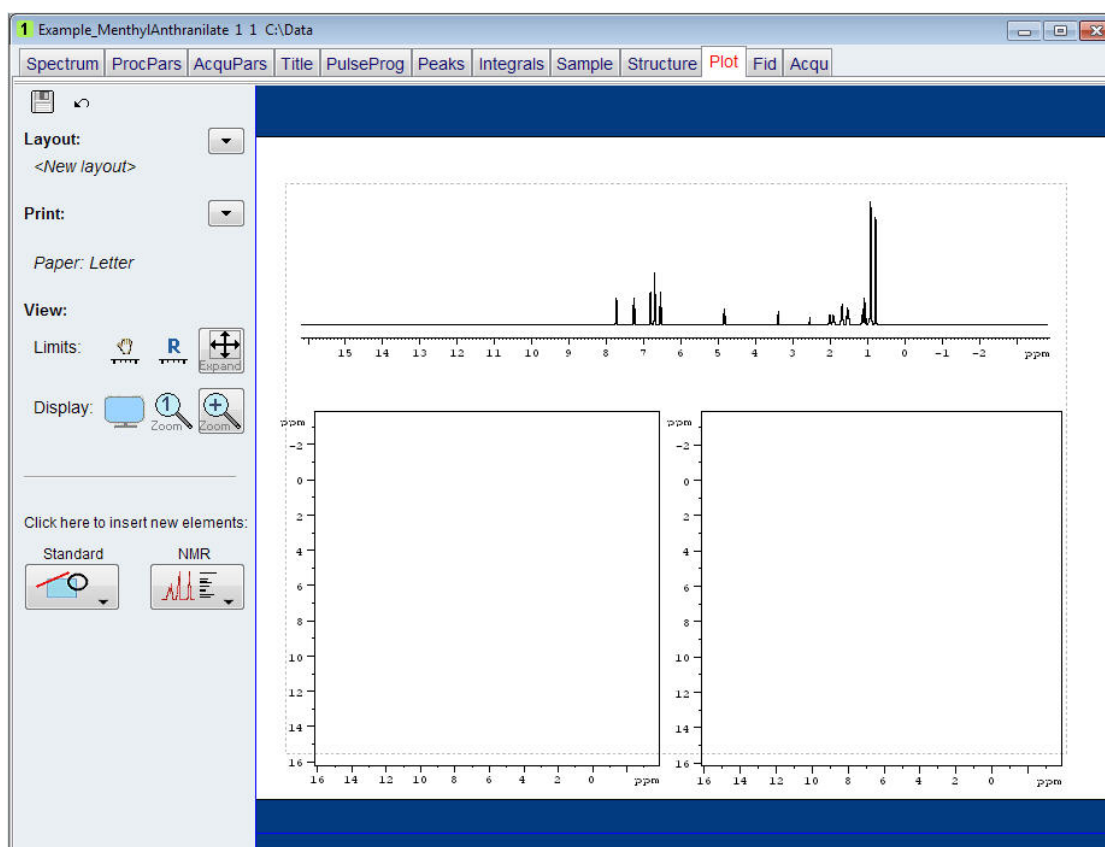 1 Example_MenthylAnthranilate 1 1 C:\Data
Spectrum ProcPars AcquPars Title PulseProg Peaks Integrals Sample Structure Plot Fid Acqu
Layout:
<New layout>
Print:
Paper: Letter
View:
Limits: R Expand
Display: 1 Zoom Zoom
Click here to insert new elements:
Standard NMR
15 14 13 12 11 10 9 8 7 6 5 4 3 2 1 0 -1 -2 ppm
ppm
-2
0
2
4
6
8
10
12
14
16
16 14 12 10 8 6 4 2 0 ppm
ppm
-2
0
2
4
6
8
10
12
14
16
16 14 12 10 8 6 4 2 0 ppm